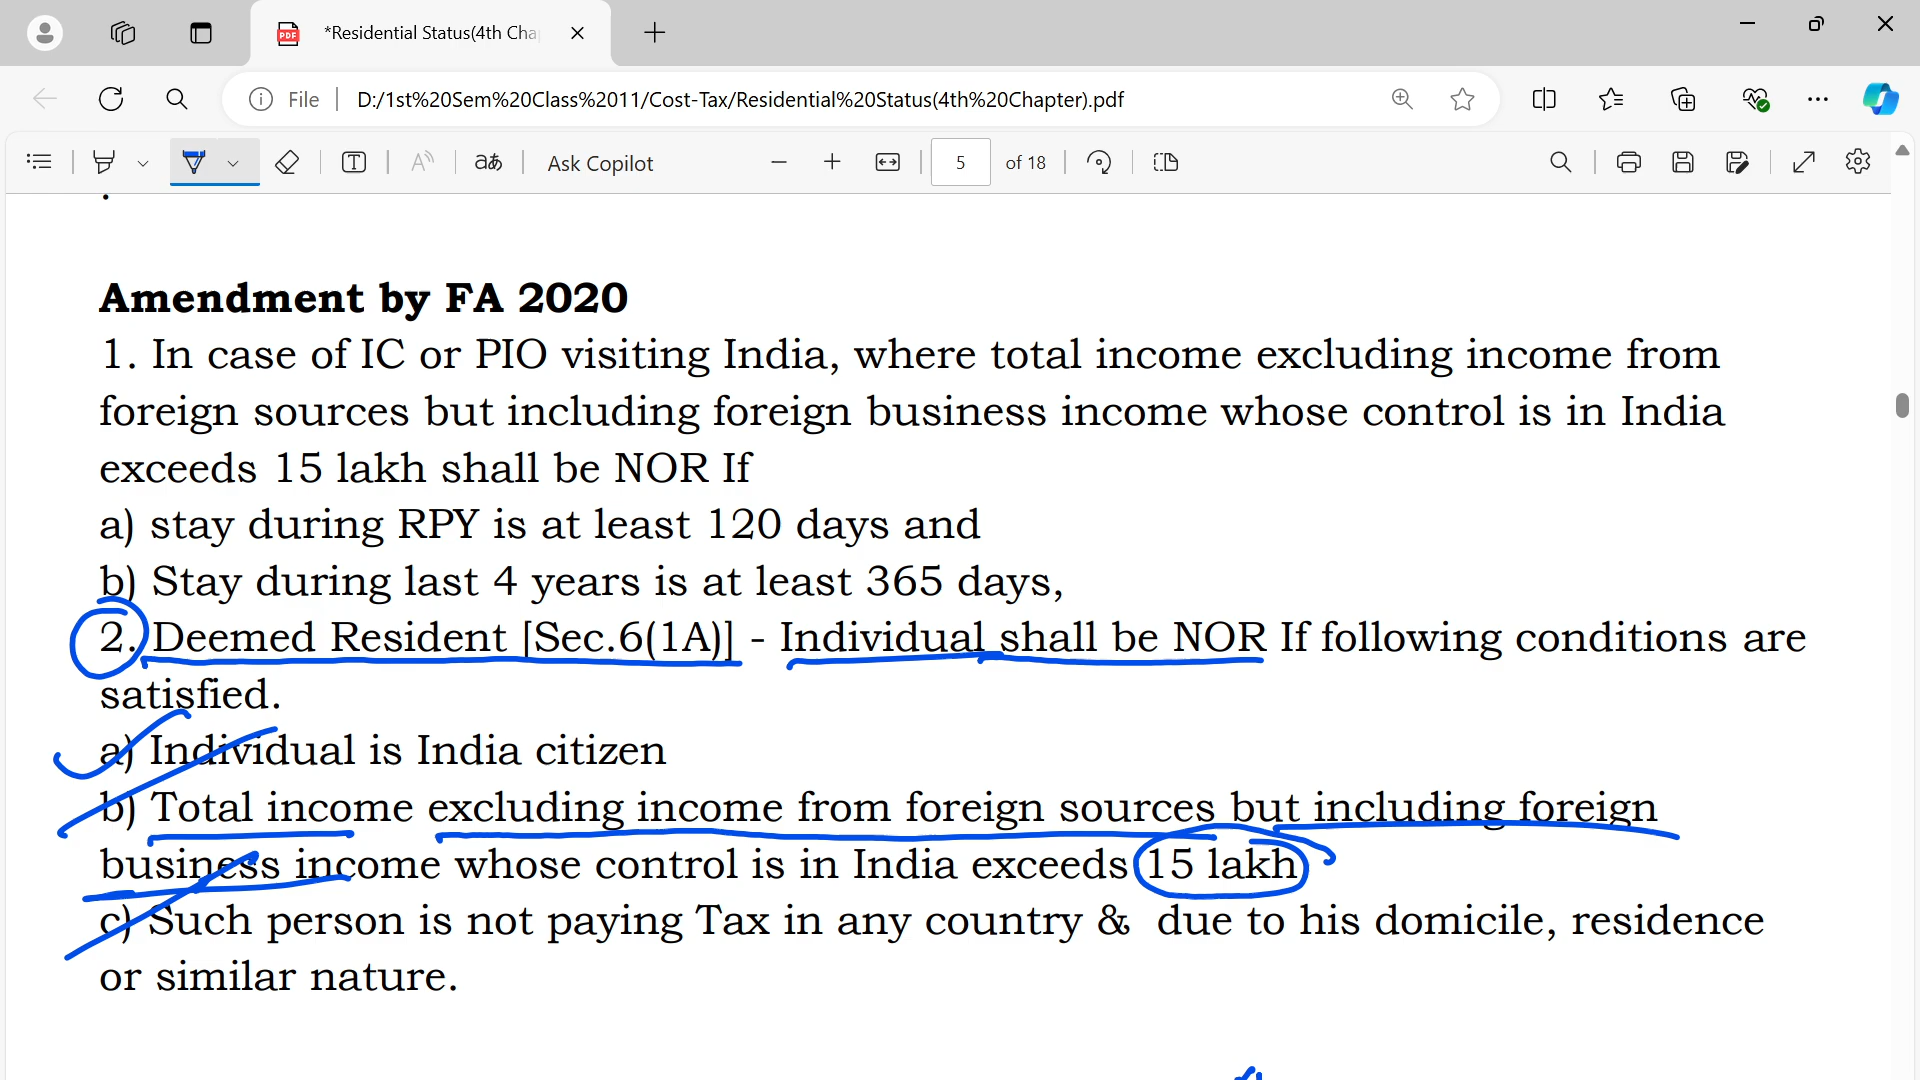 *Residential Status(4th Cha
File
D:/1st%20Sem%20Class%2011/Cost-Tax/Residential%20Status(4th%20Chapter).pdf
Ask Copilot
5
of 18
Amendment by FA 2020
1. In case of IC or PIO visiting India, where total income excluding income from
foreign sources but including foreign business income whose control is in India
exceeds 15 lakh shall be NOR If
a) stay during RPY is at least 120 days and
b) Stay during last 4 years is at least 365 days,
2. Deemed Resident [Sec.6(1A)] - Individual shall be NOR If following conditions are
satisfied.
a) Individual is India citizen
b) Total income excluding income from foreign sources but including foreign
business income whose control is in India exceeds 15 lakh
c) Such person is not paying Tax in any country & due to his domicile, residence
or similar nature.